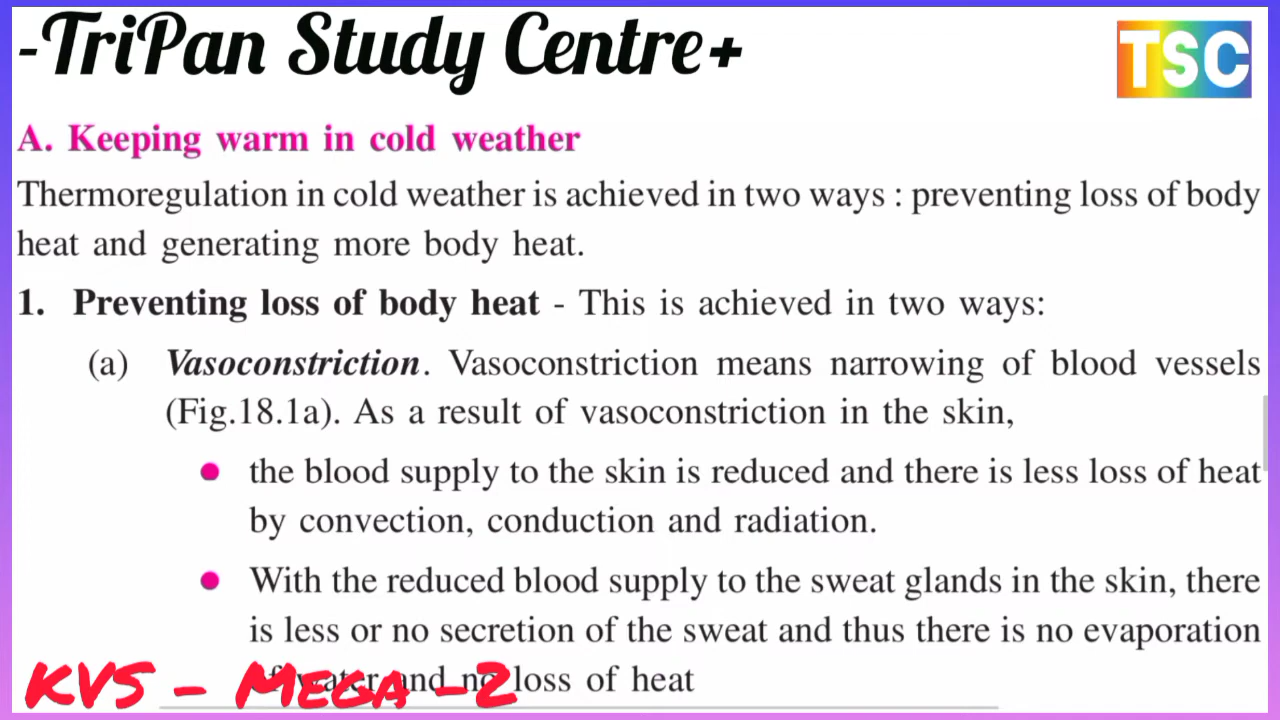 -TriPan Study Centre+
TSC
A. Keeping warm in cold weather
Thermoregulation in cold weather is achieved in two ways : preventing loss of body
heat and generating more body heat.
1. Preventing loss of body heat - This is achieved in two ways:
(a) Vasoconstriction. Vasoconstriction means narrowing of blood vessels
(Fig.18.1a). As a result of vasoconstriction in the skin,
● the blood supply to the skin is reduced and there is less loss of heat
by convection, conduction and radiation.
● With the reduced blood supply to the sweat glands in the skin, there
is less or no secretion of the sweat and thus there is no evaporation
of water and no loss of heat
KVS - MEGA -2